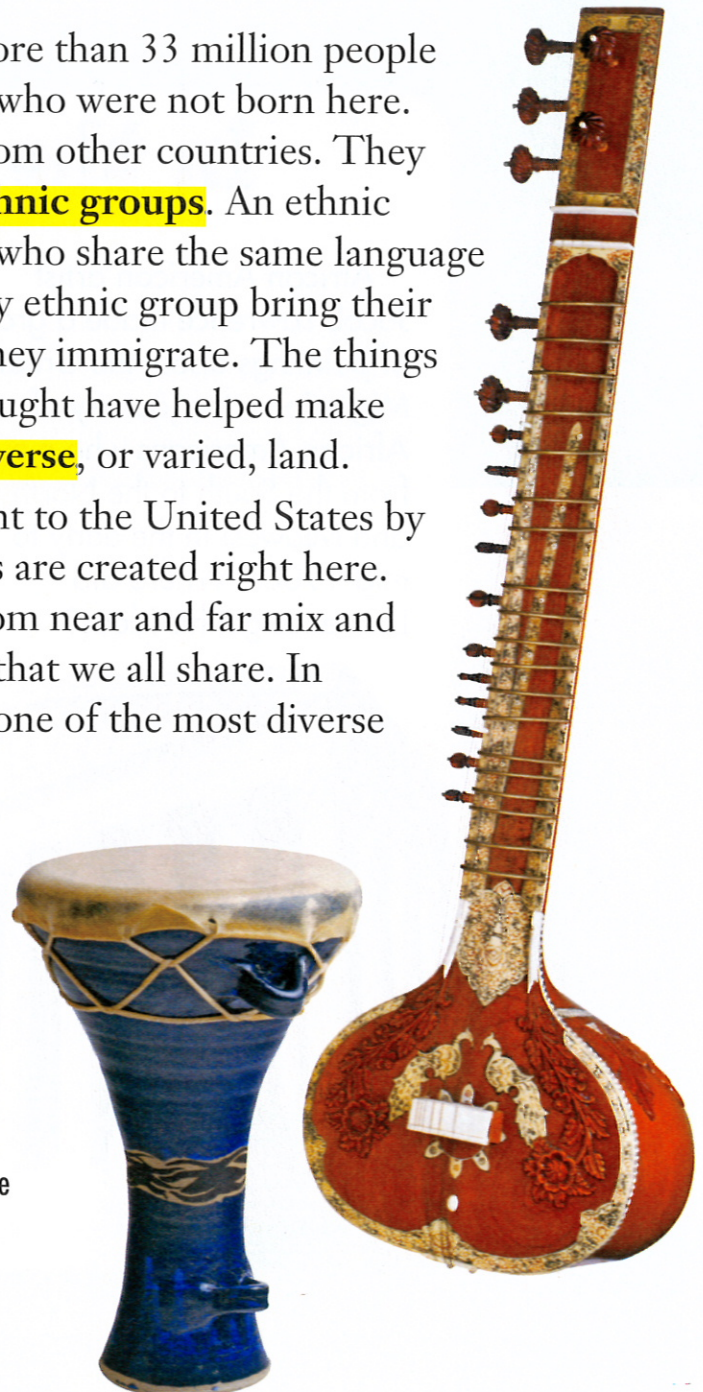 ore than 33 million people
who were not born here.
om other countries. They
hnic groups. An ethnic
who share the same language
y ethnic group bring their
hey immigrate. The things
ught have helped make
verse, or varied, land.
nt to the United States by
s are created right here.
om near and far mix and
that we all share. In
one of the most diverse
e